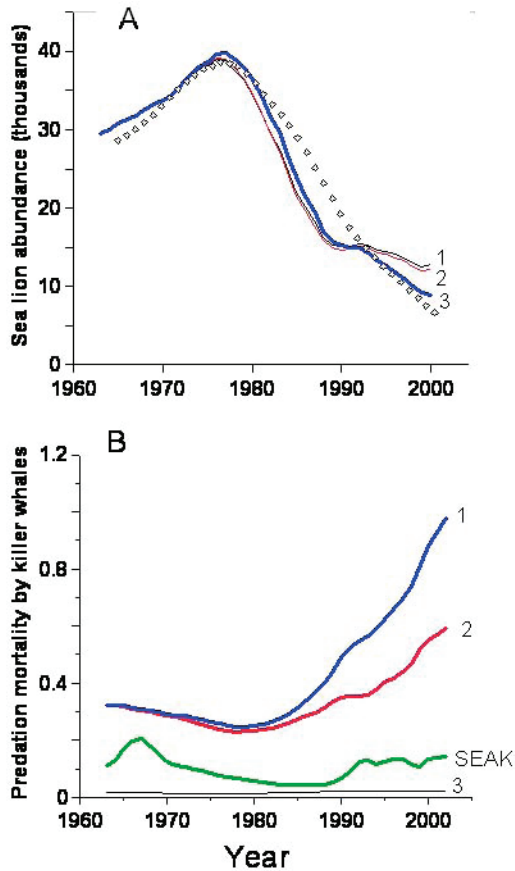 A
Sea lion abundance (thousands)
40
30
20
10
0
1
2
3
1960 1970 1980 1990 2000
B
Predation mortality by killer whales
1.2
0.8
0.4
0
1
2
SEAK
3
1960 1970 1980 1990 2000
Year